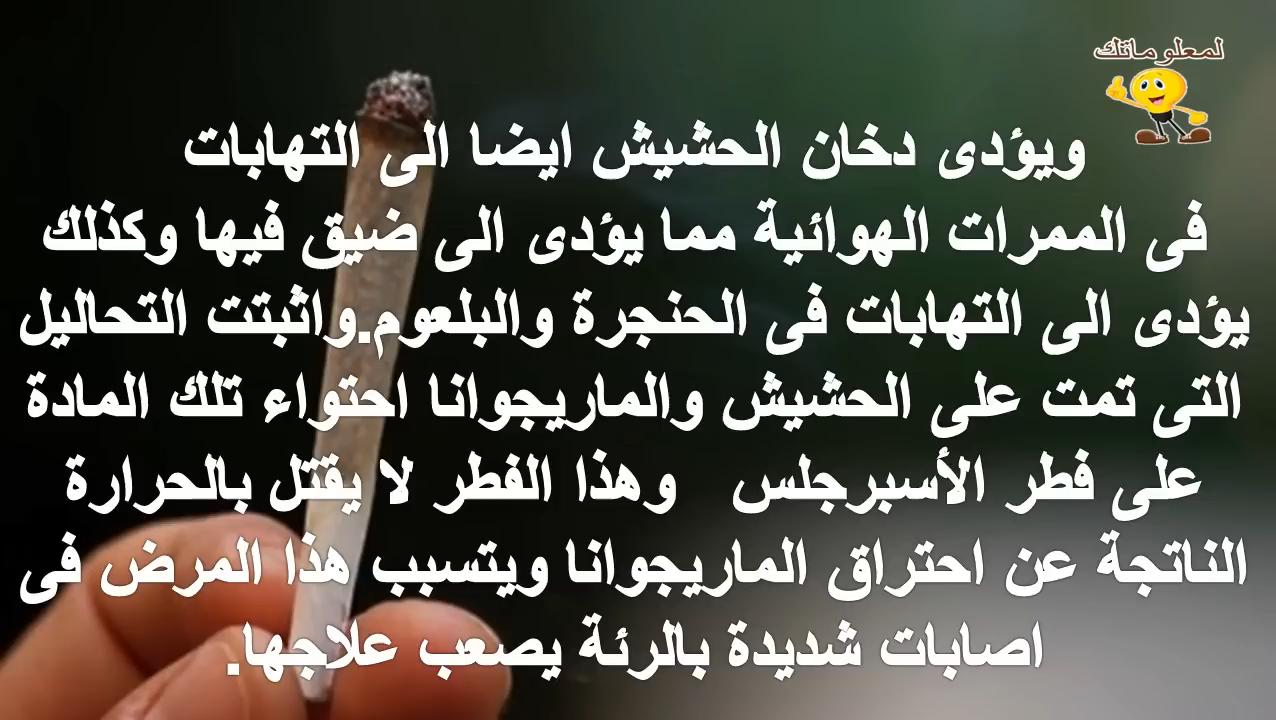 لمعلوماتك
ويؤدى دخان الحشيش ايضا الى التهابات
فى الممرات الهوائية مما يؤدى الى ضيق فيها وكذلك
يؤدى الى التهابات فى الحنجرة والبلعوم.واثبتت التحاليل
التى تمت على الحشيش والماريجوانا احتواء تلك المادة
على فطر الأسبرجلس وهذا الفطر لا يقتل بالحرارة
الناتجة عن احتراق الماريجوانا ويتسبب هذا المرض فى
اصابات شديدة بالرئة يصعب علاجها.